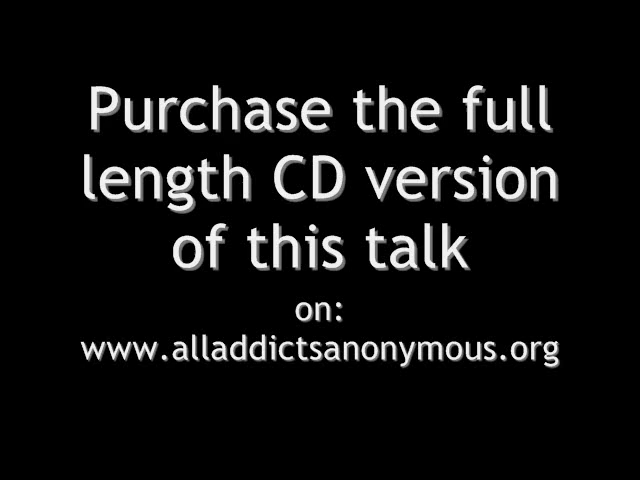 Purchase the full
length CD version
of this talk
on:
www.alladdictsanonymous.org